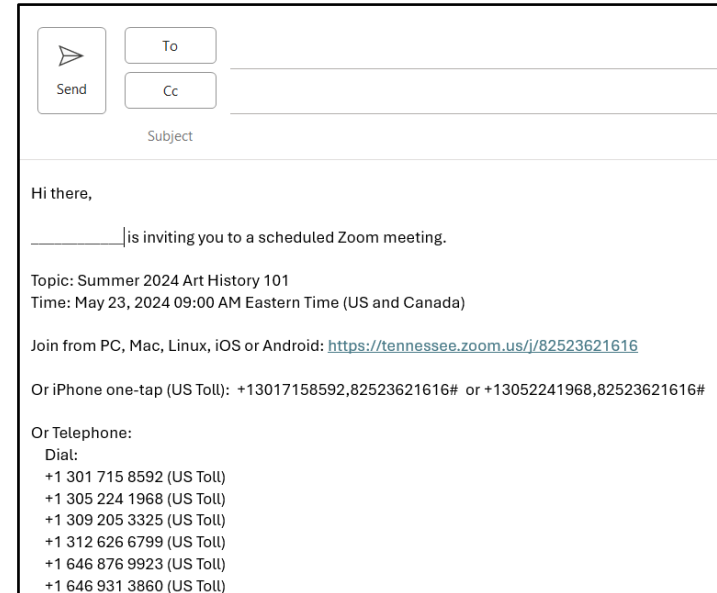 To
Send
Cc
Subject
Hi there,
____________ is inviting you to a scheduled Zoom meeting.
Topic: Summer 2024 Art History 101
Time: May 23, 2024 09:00 AM Eastern Time (US and Canada)
Join from PC, Mac, Linux, iOS or Android: https://tennessee.zoom.us/j/82523621616
Or iPhone one-tap (US Toll):  +13017158592,82523621616#  or +13052241968,82523621616#
Or Telephone:
Dial:
+1 301 715 8592 (US Toll)
+1 305 224 1968 (US Toll)
+1 309 205 3325 (US Toll)
+1 312 626 6799 (US Toll)
+1 646 876 9923 (US Toll)
+1 646 931 3860 (US Toll)